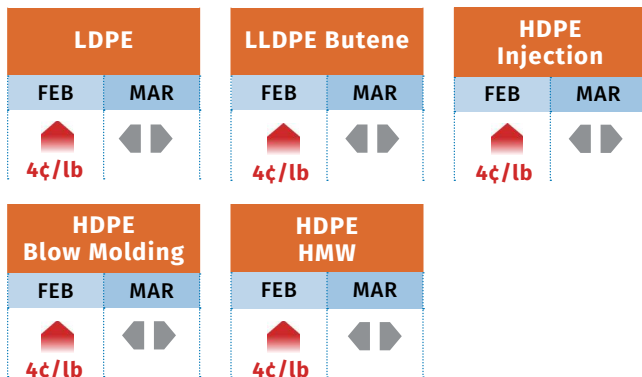 LDPE
FEB MAR
4¢/lb
LLDPE Butene
FEB MAR
4¢/lb
HDPE
Injection
FEB MAR
4¢/lb
HDPE
Blow Molding
FEB MAR
4¢/lb
HDPE
HMW
FEB MAR
4¢/lb